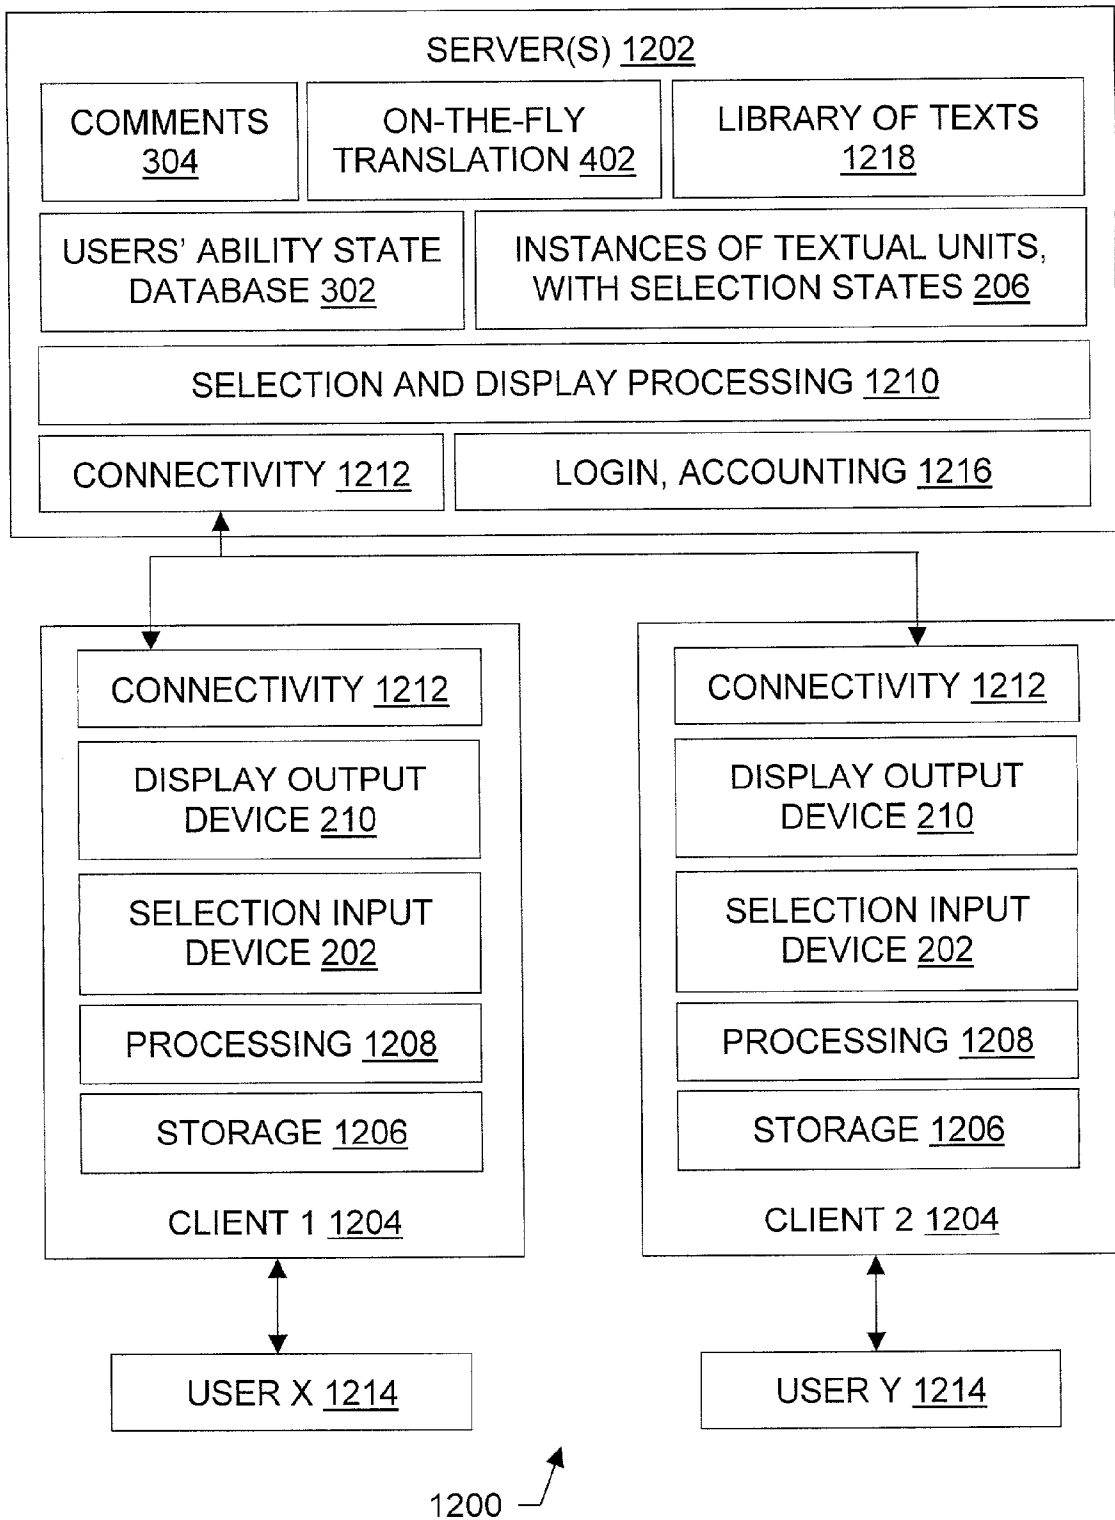 SERVER(S) 1202
COMMENTS
304
ON-THE-FLY
TRANSLATION 402
LIBRARY OF TEXTS
1218
USERS' ABILITY STATE
DATABASE 302
INSTANCES OF TEXTUAL UNITS,
WITH SELECTION STATES 206
SELECTION AND DISPLAY PROCESSING 1210
CONNECTIVITY 1212
LOGIN, ACCOUNTING 1216
CONNECTIVITY 1212
DISPLAY OUTPUT
DEVICE 210
SELECTION INPUT
DEVICE 202
PROCESSING 1208
STORAGE 1206
CLIENT 1 1204
USER X 1214
CONNECTIVITY 1212
DISPLAY OUTPUT
DEVICE 210
SELECTION INPUT
DEVICE 202
PROCESSING 1208
STORAGE 1206
CLIENT 2 1204
USER Y 1214
1200